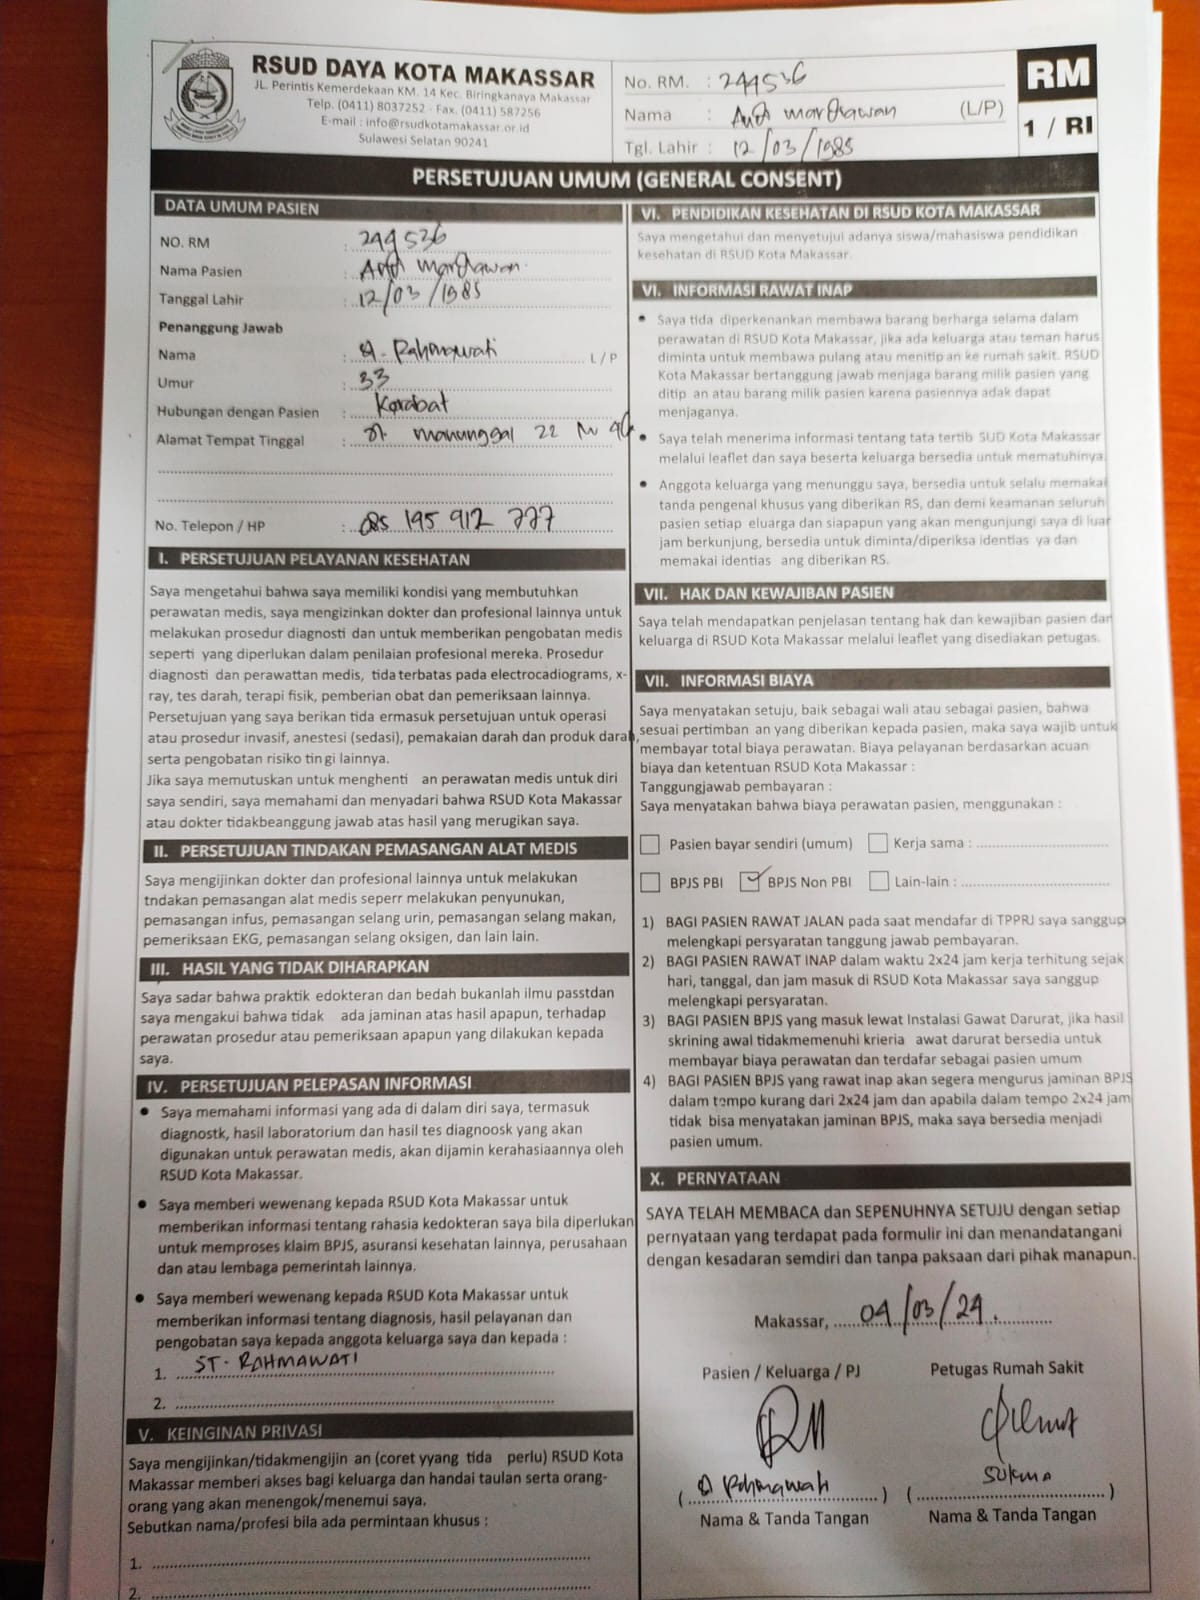 RSUD DAYA KOTA MAKASSAR
JL. Perintis Kemerdekaan KM. 14 Kec. Biringkanaya Makassar
Telp. (0411) 8037252 - Fax. (0411) 587256
E-mail : info@rsudkotamakassar.or.id
Sulawesi Selatan 90241
No. RM. : 244536
Nama : Andi Mardiawan (L/P)
Tgl. Lahir : 12/03/1985
RM
1 / RI
PERSETUJUAN UMUM (GENERAL CONSENT)
DATA UMUM PASIEN
NO. RM : 244536
Nama Pasien : Andi Mardiawan
Tanggal Lahir : 12/03/1985
Penanggung Jawab
Nama : St. Rahmawati L / P
Umur : 33
Hubungan dengan Pasien : Kerabat
Alamat Tempat Tinggal : Jl. manunggal 22
No. Telepon / HP : 085 195 912 777
I. PERSETUJUAN PELAYANAN KESEHATAN
Saya mengetahui bahwa saya memiliki kondisi yang membutuhkan
perawatan medis, saya mengizinkan dokter dan profesional lainnya untuk
melakukan prosedur diagnosti dan untuk memberikan pengobatan medis
seperti yang diperlukan dalam penilaian profesional mereka. Prosedur
diagnosti dan perawattan medis, tida terbatas pada electrocadiograms, x-
ray, tes darah, terapi fisik, pemberian obat dan pemeriksaan lainnya.
Persetujuan yang saya berikan tida ermasuk persetujuan untuk operasi
atau prosedur invasif, anestesi (sedasi), pemakaian darah dan produk darah,
serta pengobatan risiko tin gi lainnya.
Jika saya memutuskan untuk menghenti an perawatan medis untuk diri
saya sendiri, saya memahami dan menyadari bahwa RSUD Kota Makassar
atau dokter tidakbeanggung jawab atas hasil yang merugikan saya.
II. PERSETUJUAN TINDAKAN PEMASANGAN ALAT MEDIS
Saya mengijinkan dokter dan profesional lainnya untuk melakukan
tndakan pemasangan alat medis seperr melakukan penyunukan,
pemasangan infus, pemasangan selang urin, pemasangan selang makan,
pemeriksaan EKG, pemasangan selang oksigen, dan lain lain.
III. HASIL YANG TIDAK DIHARAPKAN
Saya sadar bahwa praktik edokteran dan bedah bukanlah ilmu passtdan
saya mengakui bahwa tidak ada jaminan atas hasil apapun, terhadap
perawatan prosedur atau pemeriksaan apapun yang dilakukan kepada
saya.
IV. PERSETUJUAN PELEPASAN INFORMASI
• Saya memahami informasi yang ada di dalam diri saya, termasuk
diagnostk, hasil laboratorium dan hasil tes diagnoosk yang akan
digunakan untuk perawatan medis, akan dijamin kerahasiaannya oleh
RSUD Kota Makassar.
• Saya memberi wewenang kepada RSUD Kota Makassar untuk
memberikan informasi tentang rahasia kedokteran saya bila diperlukan
untuk memproses klaim BPJS, asuransi kesehatan lainnya, perusahaan
dan atau lembaga pemerintah lainnya.
• Saya memberi wewenang kepada RSUD Kota Makassar untuk
memberikan informasi tentang diagnosis, hasil pelayanan dan
pengobatan saya kepada anggota keluarga saya dan kepada :
1. ST. RAHMAWATI
2.
V. KEINGINAN PRIVASI
Saya mengijinkan/tidakmengijin an (coret yyang tida perlu) RSUD Kota
Makassar memberi akses bagi keluarga dan handai taulan serta orang-
orang yang akan menengok/menemui saya.
Sebutkan nama/profesi bila ada permintaan khusus :
1.
2.
VI. PENDIDIKAN KESEHATAN DI RSUD KOTA MAKASSAR
Saya mengetahui dan menyetujui adanya siswa/mahasiswa pendidikan
kesehatan di RSUD Kota Makassar.
VI. INFORMASI RAWAT INAP
• Saya tida diperkenankan membawa barang berharga selama dalam
perawatan di RSUD Kota Makassar, jika ada keluarga atau teman harus
diminta untuk membawa pulang atau menitip an ke rumah sakit. RSUD
Kota Makassar bertanggung jawab menjaga barang milik pasien yang
ditip an atau barang milik pasien karena pasiennya adak dapat
menjaganya.
• Saya telah menerima informasi tentang tata tertib SUD Kota Makassar
melalui leaflet dan saya beserta keluarga bersedia untuk mematuhinya.
• Anggota keluarga yang menunggu saya, bersedia untuk selalu memakai
tanda pengenal khusus yang diberikan RS, dan demi keamanan seluruh
pasien setiap eluarga dan siapapun yang akan mengunjungi saya di luar
jam berkunjung, bersedia untuk diminta/diperiksa identias ya dan
memakai identias ang diberikan RS.
VII. HAK DAN KEWAJIBAN PASIEN
Saya telah mendapatkan penjelasan tentang hak dan kewajiban pasien dan
keluarga di RSUD Kota Makassar melalui leaflet yang disediakan petugas.
VII. INFORMASI BIAYA
Saya menyatakan setuju, baik sebagai wali atau sebagai pasien, bahwa
sesuai pertimban an yang diberikan kepada pasien, maka saya wajib untuk
membayar total biaya perawatan. Biaya pelayanan berdasarkan acuan
biaya dan ketentuan RSUD Kota Makassar :
Tanggungjawab pembayaran :
Saya menyatakan bahwa biaya perawatan pasien, menggunakan :
Pasien bayar sendiri (umum) Kerja sama :
BPJS PBI ✓ BPJS Non PBI Lain-lain :
1) BAGI PASIEN RAWAT JALAN pada saat mendafar di TPPRJ saya sanggup
melengkapi persyaratan tanggung jawab pembayaran.
2) BAGI PASIEN RAWAT INAP dalam waktu 2x24 jam kerja terhitung sejak
hari, tanggal, dan jam masuk di RSUD Kota Makassar saya sanggup
melengkapi persyaratan.
3) BAGI PASIEN BPJS yang masuk lewat Instalasi Gawat Darurat, jika hasil
skrining awal tidakmemenuhi krieria awat darurat bersedia untuk
membayar biaya perawatan dan terdafar sebagai pasien umum
4) BAGI PASIEN BPJS yang rawat inap akan segera mengurus jaminan BPJS
dalam tempo kurang dari 2x24 jam dan apabila dalam tempo 2x24 jam
tidak bisa menyatakan jaminan BPJS, maka saya bersedia menjadi
pasien umum.
X. PERNYATAAN
SAYA TELAH MEMBACA dan SEPENUHNYA SETUJU dengan setiap
pernyataan yang terdapat pada formulir ini dan menandatangani
dengan kesadaran semdiri dan tanpa paksaan dari pihak manapun.
Makassar, 04/03/24.
Pasien / Keluarga / PJ Petugas Rumah Sakit
(St Rahmawati) (Sukma)
Nama & Tanda Tangan Nama & Tanda Tangan